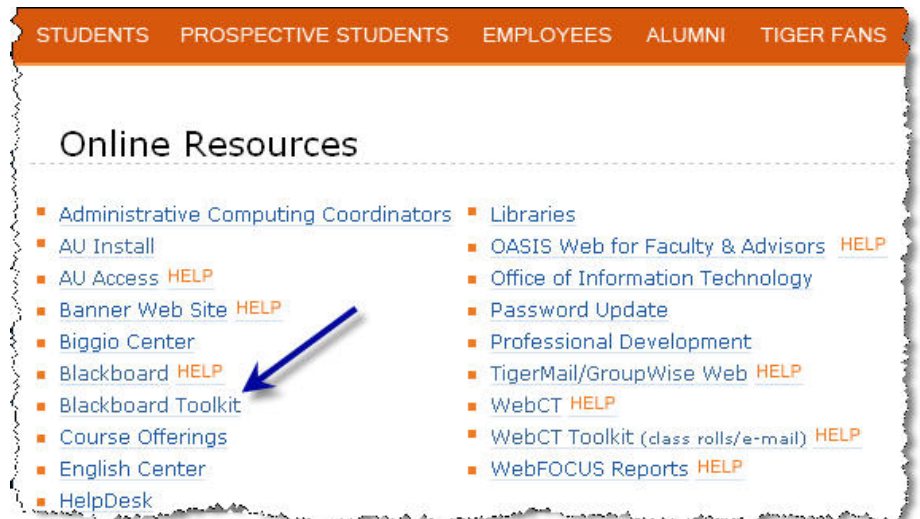 STUDENTS PROSPECTIVE STUDENTS EMPLOYEES ALUMNI TIGER FANS
Online Resources
Administrative Computing Coordinators
AU Install
AU Access HELP
Banner Web Site HELP
Biggio Center
Blackboard HELP
Blackboard Toolkit
Course Offerings
English Center
HelpDesk
Libraries
OASIS Web for Faculty & Advisors HELP
Office of Information Technology
Password Update
Professional Development
TigerMail/GroupWise Web HELP
WebCT HELP
WebCT Toolkit (class rolls/e-mail) HELP
WebFOCUS Reports HELP